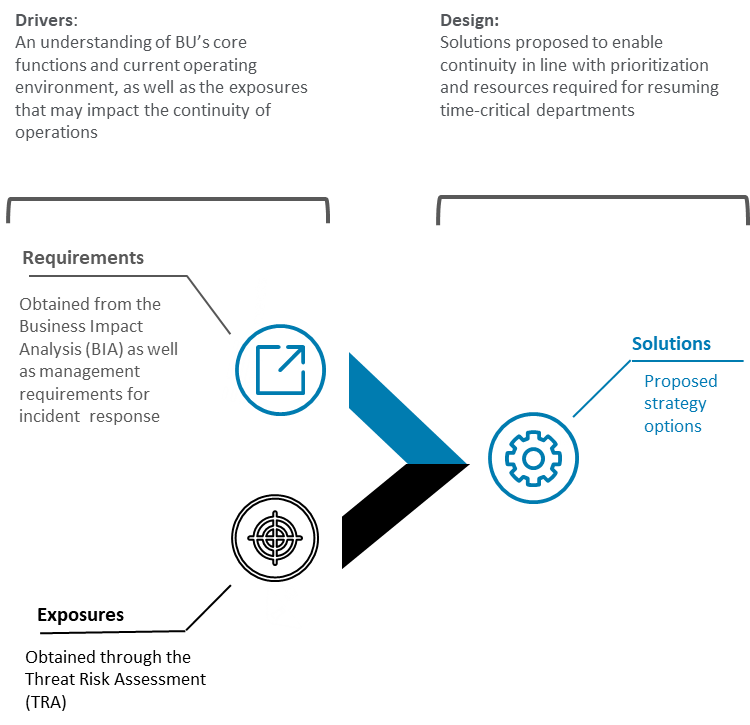 Drivers:
An understanding of BU’s core
functions and current operating
environment, as well as the exposures
that may impact the continuity of
operations
Design:
Solutions proposed to enable
continuity in line with prioritization
and resources required for resuming
time-critical departments
Requirements
Obtained from the
Business Impact
Analysis (BIA) as well
as management
requirements for
incident response
Solutions
Proposed
strategy
options
Exposures
Obtained through the
Threat Risk Assessment
(TRA)